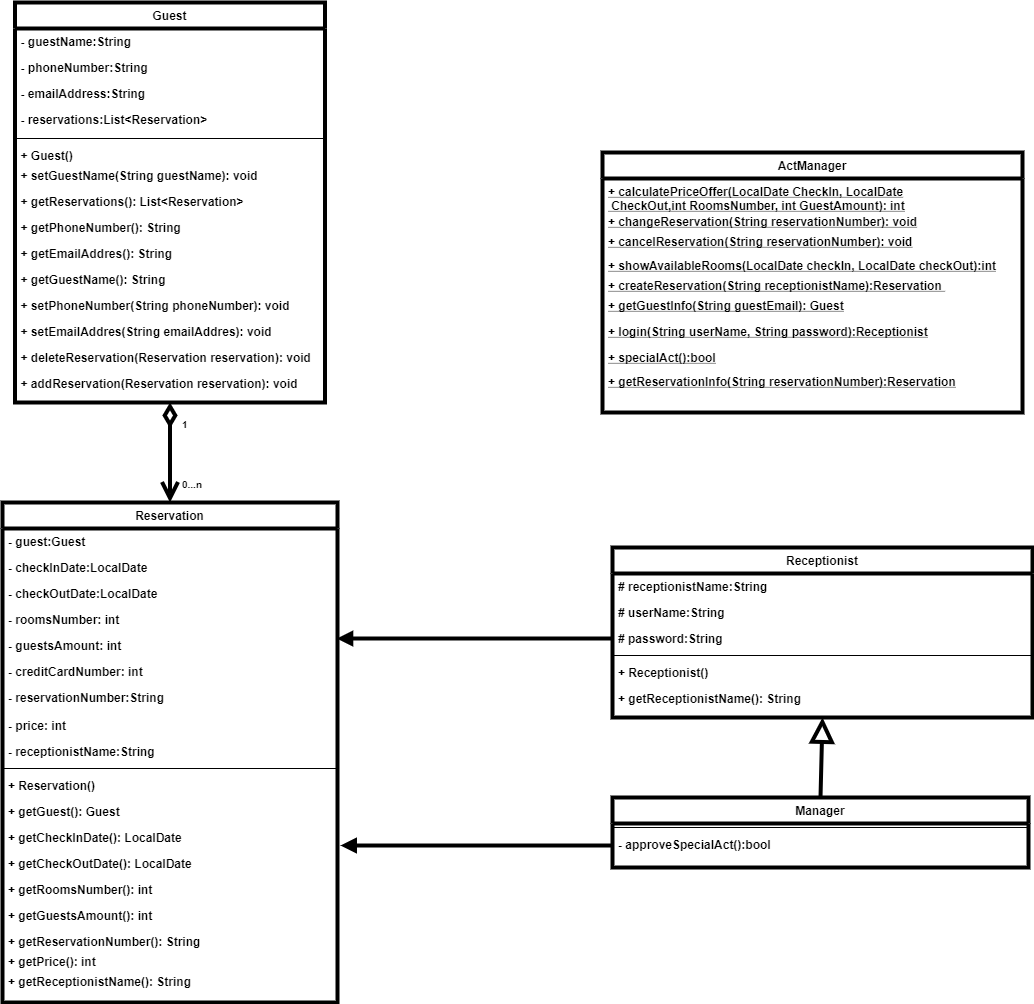 Guest
- guestName:String
- phoneNumber:String
- emailAddress:String
- reservations:List<Reservation>
+ Guest()
+ setGuestName(String guestName): void
+ getReservations(): List<Reservation>
+ getPhoneNumber(): String
+ getEmailAddres(): String
+ getGuestName(): String
+ setPhoneNumber(String phoneNumber): void
+ setEmailAddres(String emailAddres): void
+ deleteReservation(Reservation reservation): void
+ addReservation(Reservation reservation): void
1
0...n
ActManager
+ calculatePriceOffer(LocalDate CheckIn, LocalDate
CheckOut,int RoomsNumber, int GuestAmount): int
+ changeReservation(String reservationNumber): void
+ cancelReservation(String reservationNumber): void
+ showAvailableRooms(LocalDate checkIn, LocalDate checkOut):int
+ createReservation(String receptionistName):Reservation
+ getGuestInfo(String guestEmail): Guest
+ login(String userName, String password):Receptionist
+ specialAct():bool
+ getReservationInfo(String reservationNumber):Reservation
Reservation
- guest:Guest
- checkInDate:LocalDate
- checkOutDate:LocalDate
- roomsNumber: int
- guestsAmount: int
- creditCardNumber: int
- reservationNumber:String
- price: int
- receptionistName:String
+ Reservation()
+ getGuest(): Guest
+ getCheckInDate(): LocalDate
+ getCheckOutDate(): LocalDate
+ getRoomsNumber(): int
+ getGuestsAmount(): int
+ getReservationNumber(): String
+ getPrice(): int
+ getReceptionistName(): String
Receptionist
# receptionistName:String
# userName:String
# password:String
+ Receptionist()
+ getReceptionistName(): String
Manager
- approveSpecialAct():bool